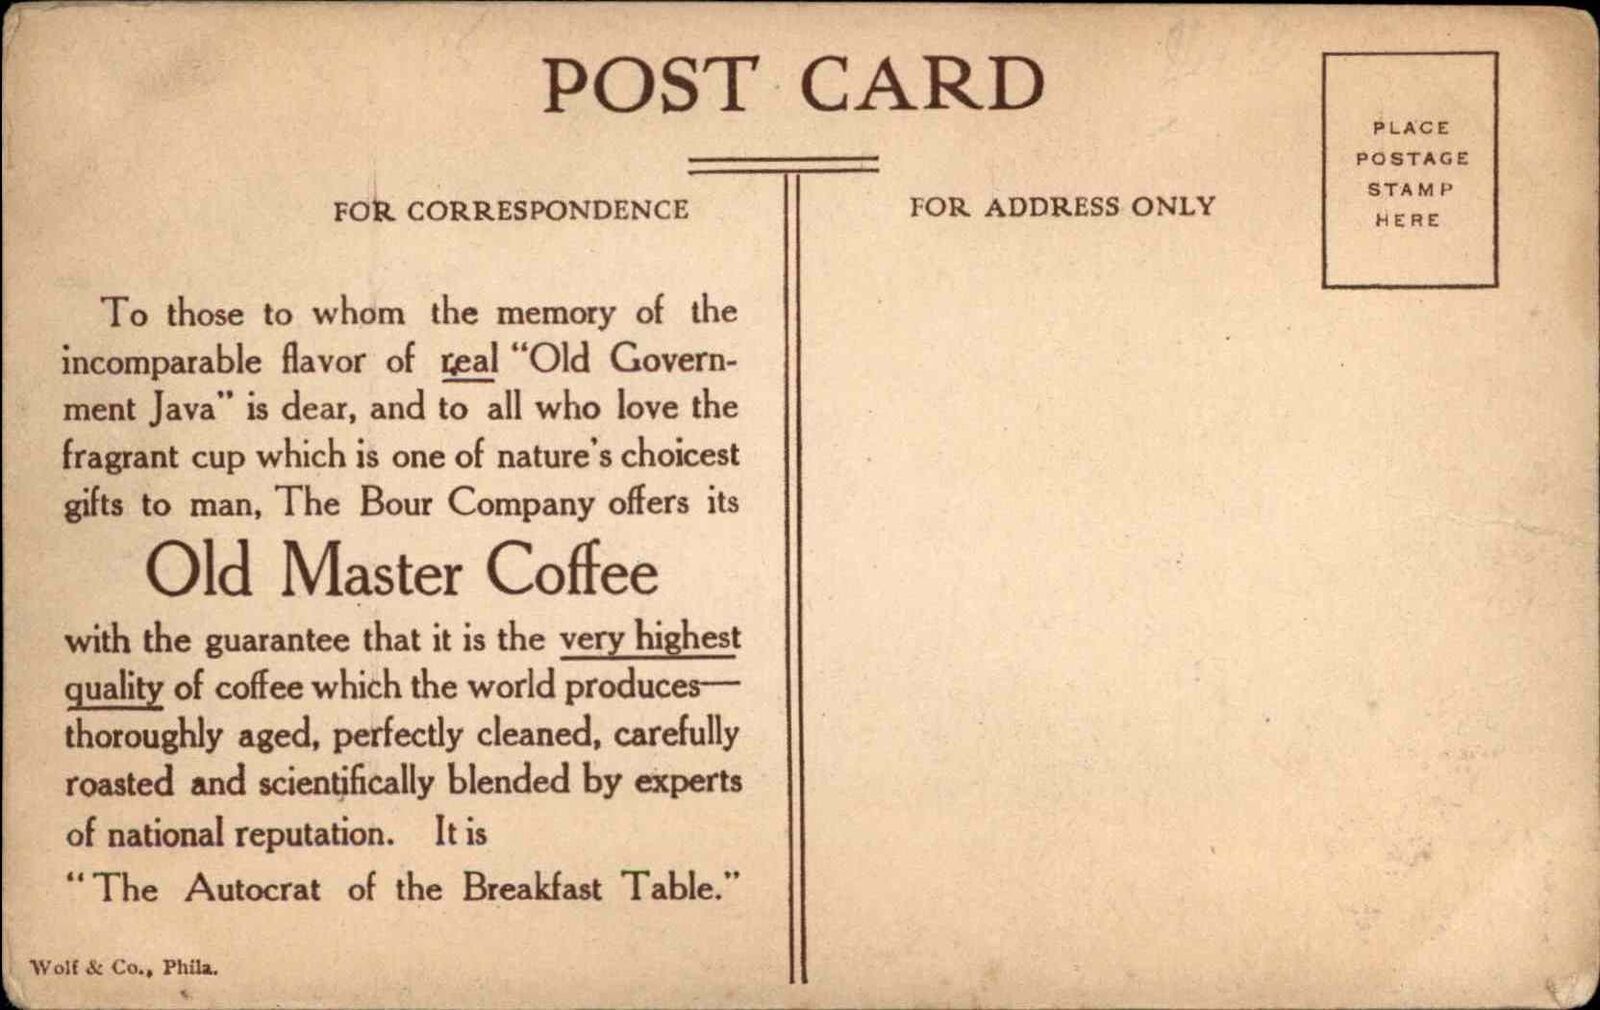 POST CARD
FOR CORRESPONDENCE
FOR ADDRESS ONLY
PLACE
POSTAGE
STAMP
HERE
To those to whom the memory of the
incomparable flavor of real “Old Govern-
ment Java” is dear, and to all who love the
fragrant cup which is one of nature’s choicest
gifts to man, The Bour Company offers its
Old Master Coffee
with the guarantee that it is the very highest
quality of coffee which the world produces—
thoroughly aged, perfectly cleaned, carefully
roasted and scientifically blended by experts
of national reputation. It is
“The Autocrat of the Breakfast Table.”
Wolf & Co., Phila.